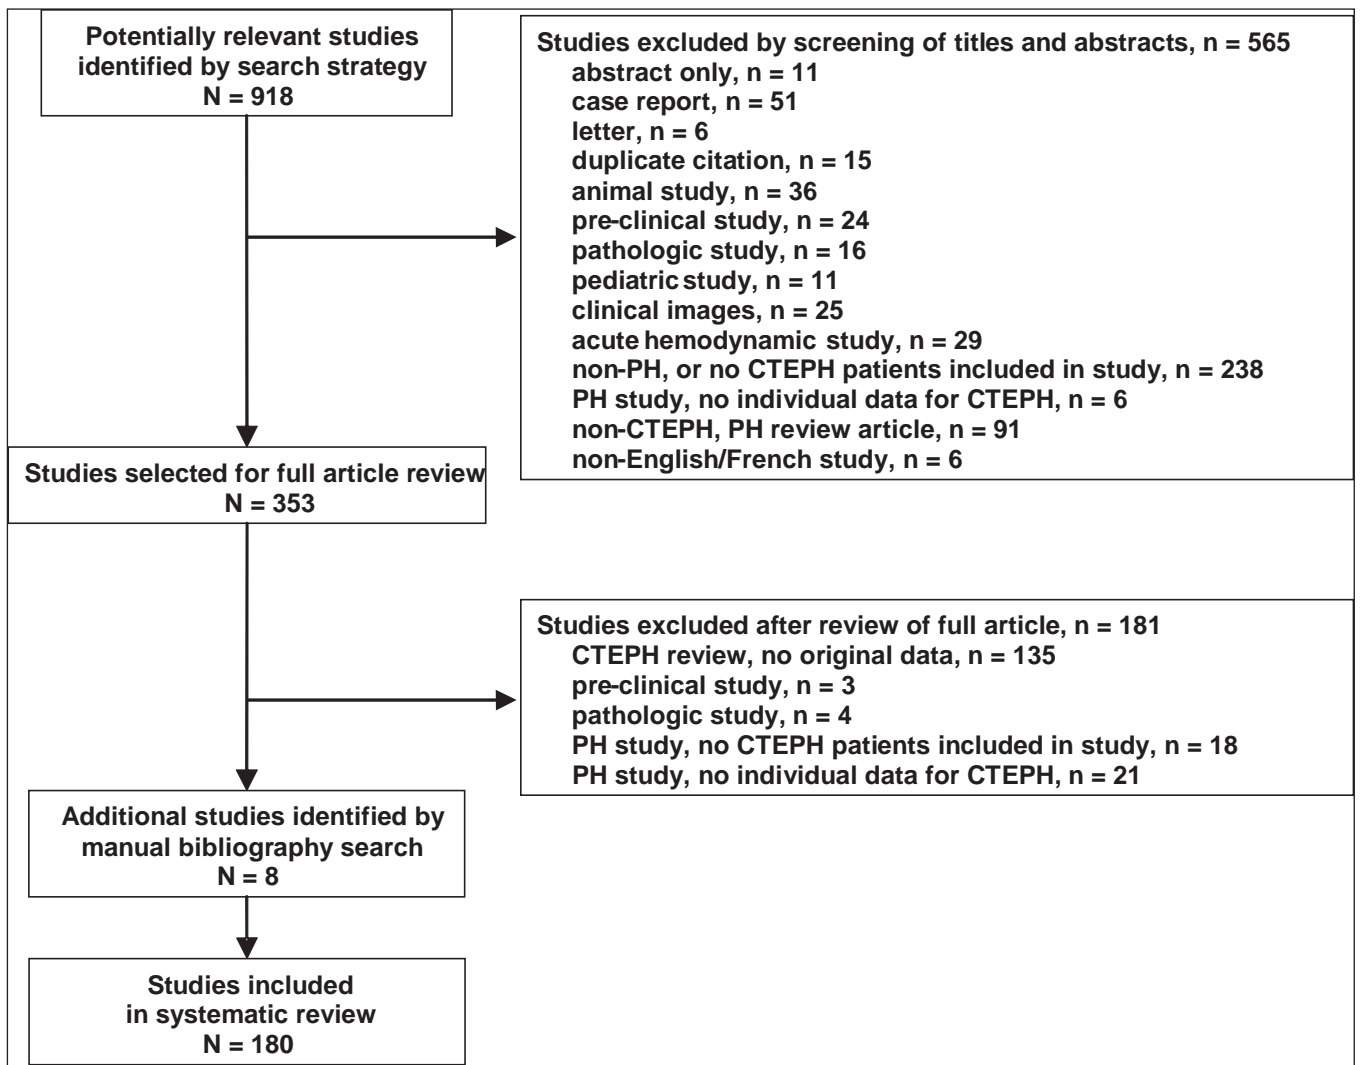 Potentially relevant studies
identified by search strategy
N = 918
Studies excluded by screening of titles and abstracts, n = 565
abstract only, n = 11
case report, n = 51
letter, n = 6
duplicate citation, n = 15
animal study, n = 36
pre-clinical study, n = 24
pathologic study, n = 16
pediatric study, n = 11
clinical images, n = 25
acute hemodynamic study, n = 29
non-PH, or no CTEPH patients included in study, n = 238
PH study, no individual data for CTEPH, n = 6
non-CTEPH, PH review article, n = 91
non-English/French study, n = 6
Studies selected for full article review
N = 353
Studies excluded after review of full article, n = 181
CTEPH review, no original data, n = 135
pre-clinical study, n = 3
pathologic study, n = 4
PH study, no CTEPH patients included in study, n = 18
PH study, no individual data for CTEPH, n = 21
Additional studies identified by
manual bibliography search
N = 8
Studies included
in systematic review
N = 180